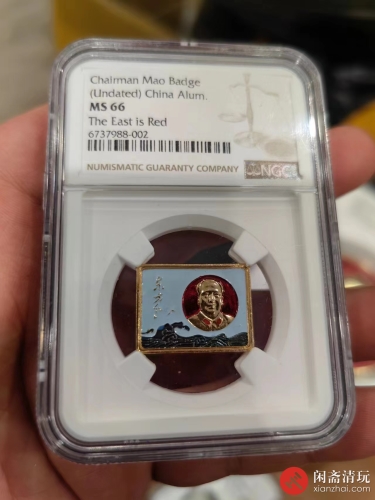 Chairman Mao Badge
(Undated) China Alum.
MS 66
The East is Red
6737988-002
NUMISMATIC GUARANTY COMPANY
NGC
闲斋清玩
xianzhai.com